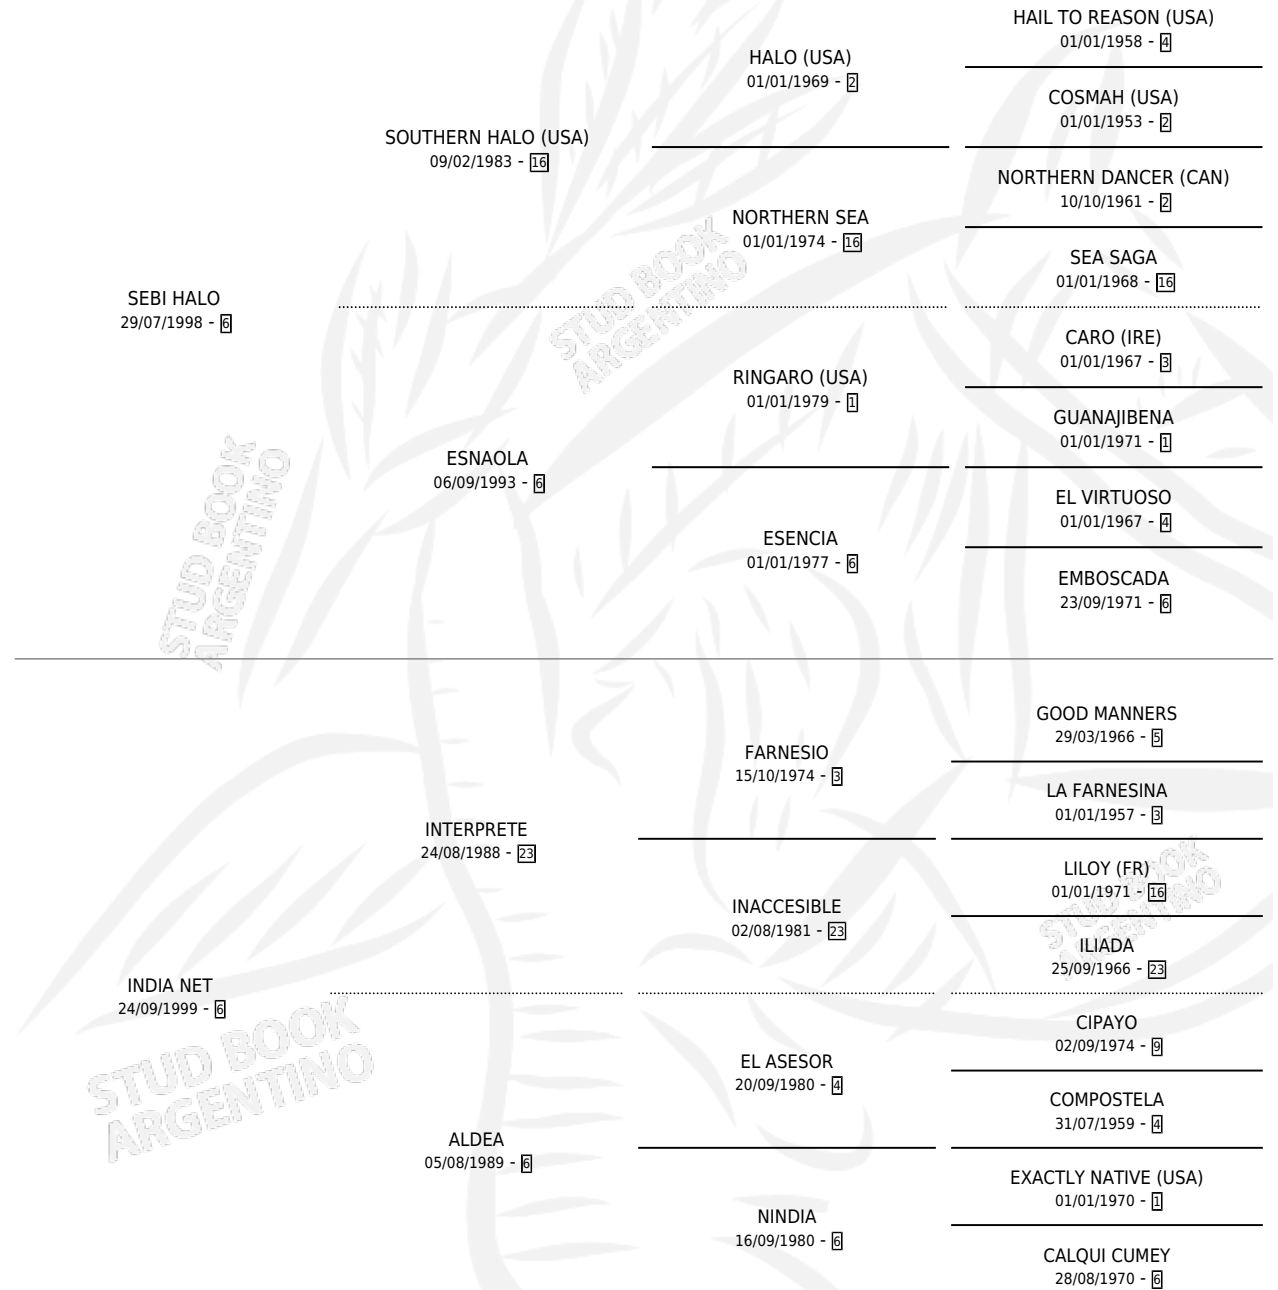 HAIL TO REASON (USA)
01/01/1958 - 4
HALO (USA)
01/01/1969 - 2
COSMAH (USA)
01/01/1953 - 2
SOUTHERN HALO (USA)
09/02/1983 - 16
NORTHERN DANCER (CAN)
10/10/1961 - 2
NORTHERN SEA
01/01/1974 - 16
SEA SAGA
01/01/1968 - 16
SEBI HALO
29/07/1998 - 6
CARO (IRE)
01/01/1967 - 3
RINGARO (USA)
01/01/1979 - 1
GUANAJIBENA
01/01/1971 - 1
ESNAOLA
06/09/1993 - 6
EL VIRTUOSO
01/01/1967 - 4
ESENCIA
01/01/1977 - 6
EMBOSCADA
23/09/1971 - 6
GOOD MANNERS
29/03/1966 - 5
FARNESIO
15/10/1974 - 3
LA FARNESINA
01/01/1957 - 3
INTERPRETE
24/08/1988 - 23
LILOY (FR)
01/01/1971 - 16
INACCESIBLE
02/08/1981 - 23
ILIADA
25/09/1966 - 23
INDIA NET
24/09/1999 - 6
CIPAYO
02/09/1974 - 9
EL ASESOR
20/09/1980 - 4
COMPOSTELA
31/07/1959 - 4
ALDEA
05/08/1989 - 6
EXACTLY NATIVE (USA)
01/01/1970 - 1
NINDIA
16/09/1980 - 6
CALQUI CUMEY
28/08/1970 - 6
STUD BOOK
ARGENTINO
STUD BOOK
ARGENTINO
STUD BOOK
ARGENTINO
STUD BOOK
ARGENTINO